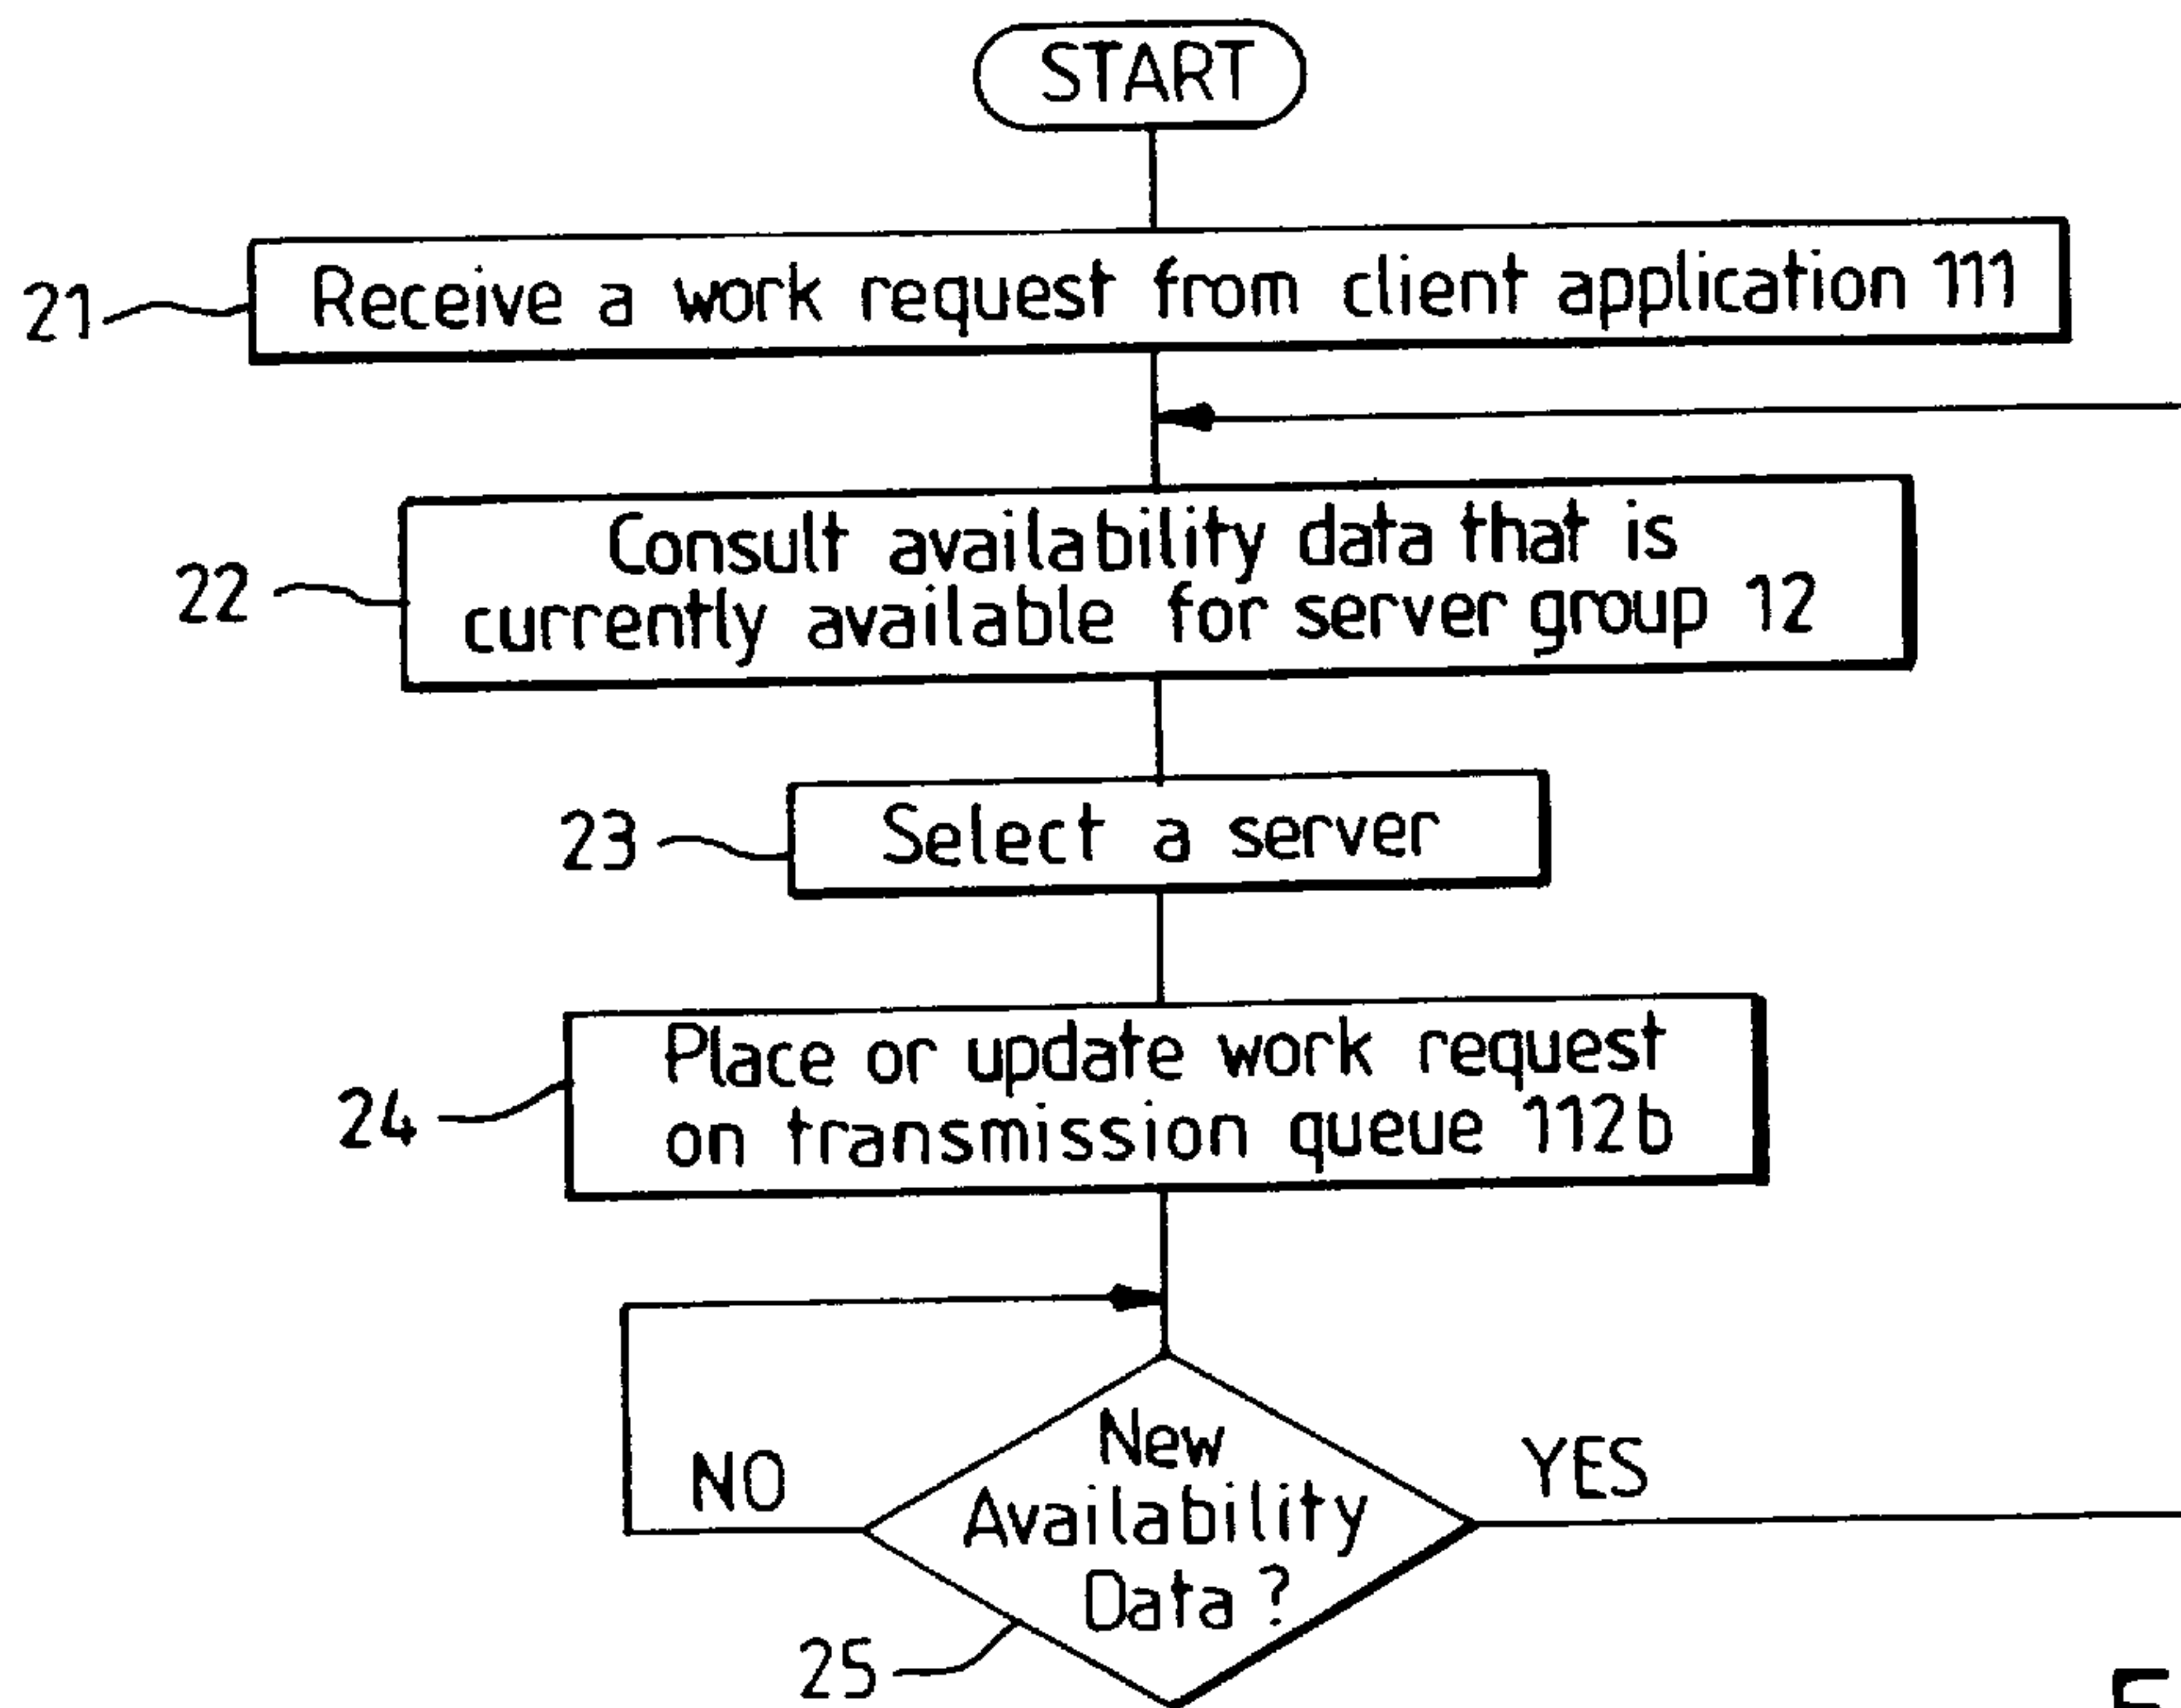 START
21
Receive a work request from client application 111
22
Consult availability data that is
currently available for server group 12
23
Select a server
24
Place or update work request
on transmission queue 112b
NO
New
Availability
Data ?
YES
25